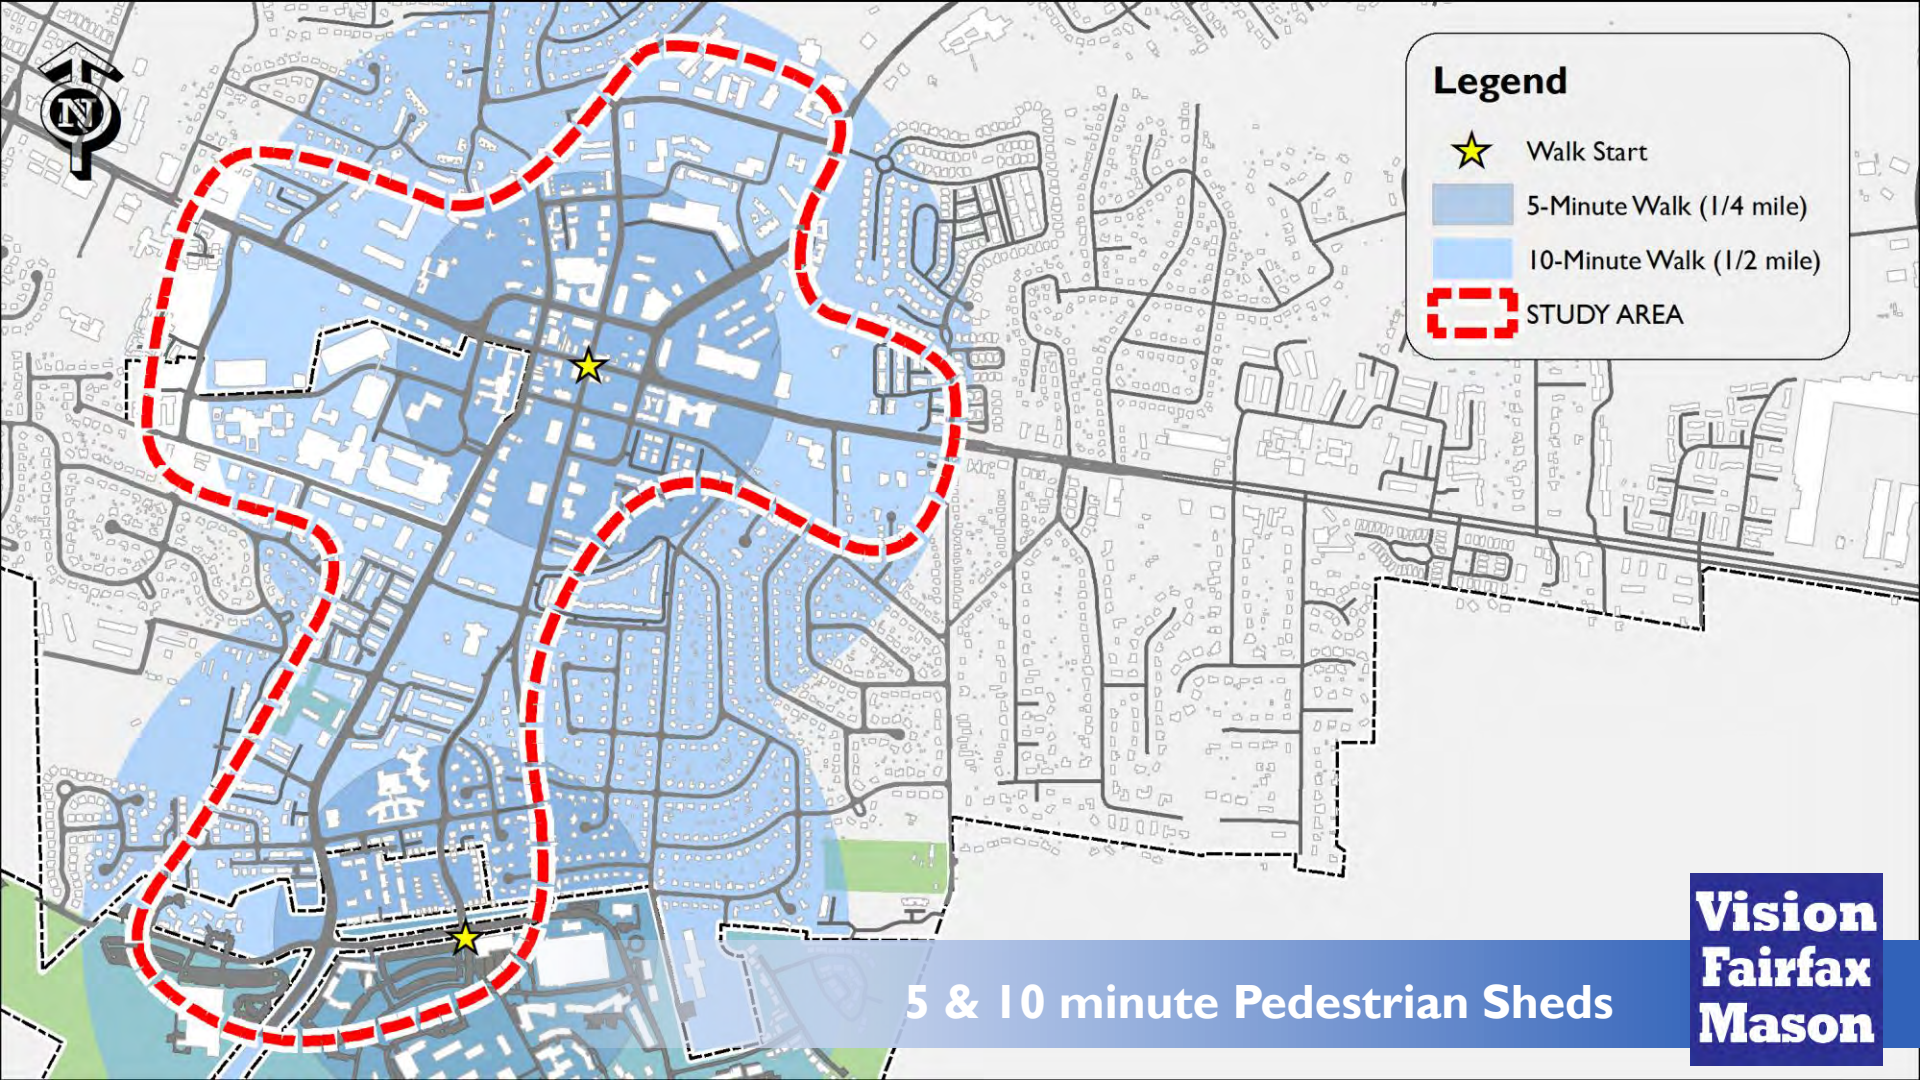 N
Legend
Walk Start
5-Minute Walk (1/4 mile)
10-Minute Walk (1/2 mile)
STUDY AREA
5 & 10 minute Pedestrian Sheds
Vision
Fairfax
Mason